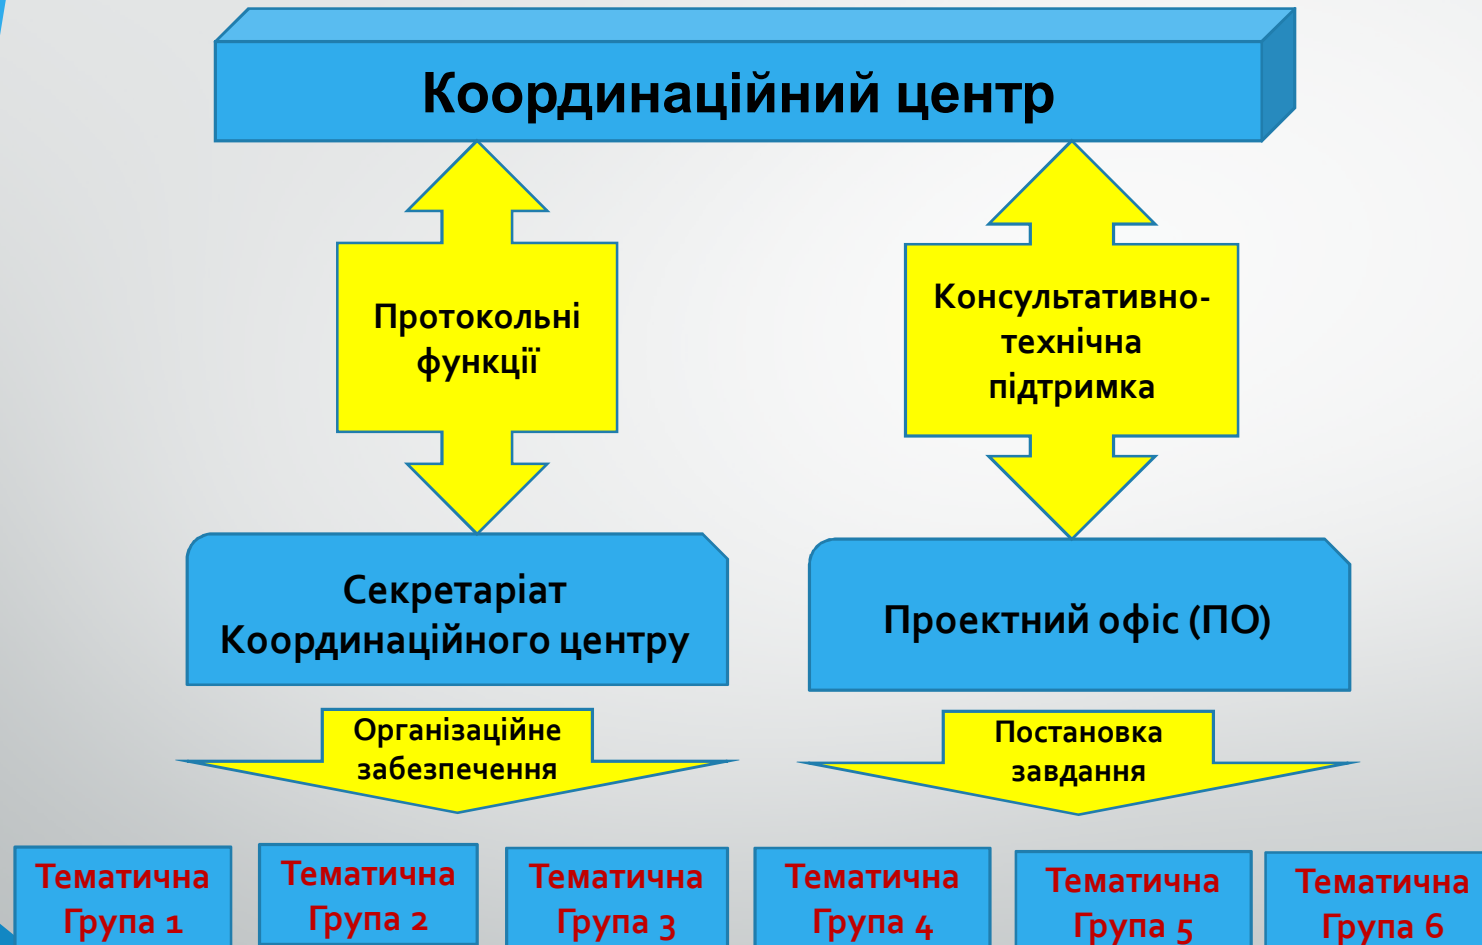 Координаційний центр
Протокольні
функції
Консультативно-
технічна
підтримка
Секретаріат
Координаційного центру
Проектний офіс (ПО)
Організаційне
забезпечення
Постановка
завдання
Тематична
Група 1
Тематична
Група 2
Тематична
Група 3
Тематична
Група 4
Тематична
Група 5
Тематична
Група 6